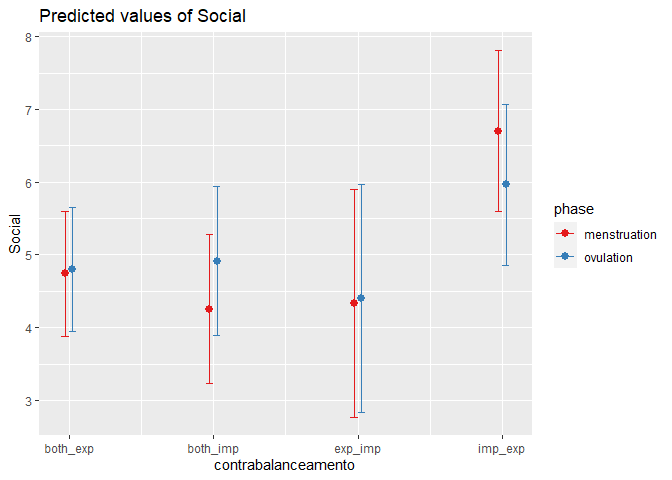 Predicted values of Social
8
7
6
5
4
3
Social
both_exp both_imp exp_imp imp_exp
contrabalanceamento
phase
menstruation
ovulation